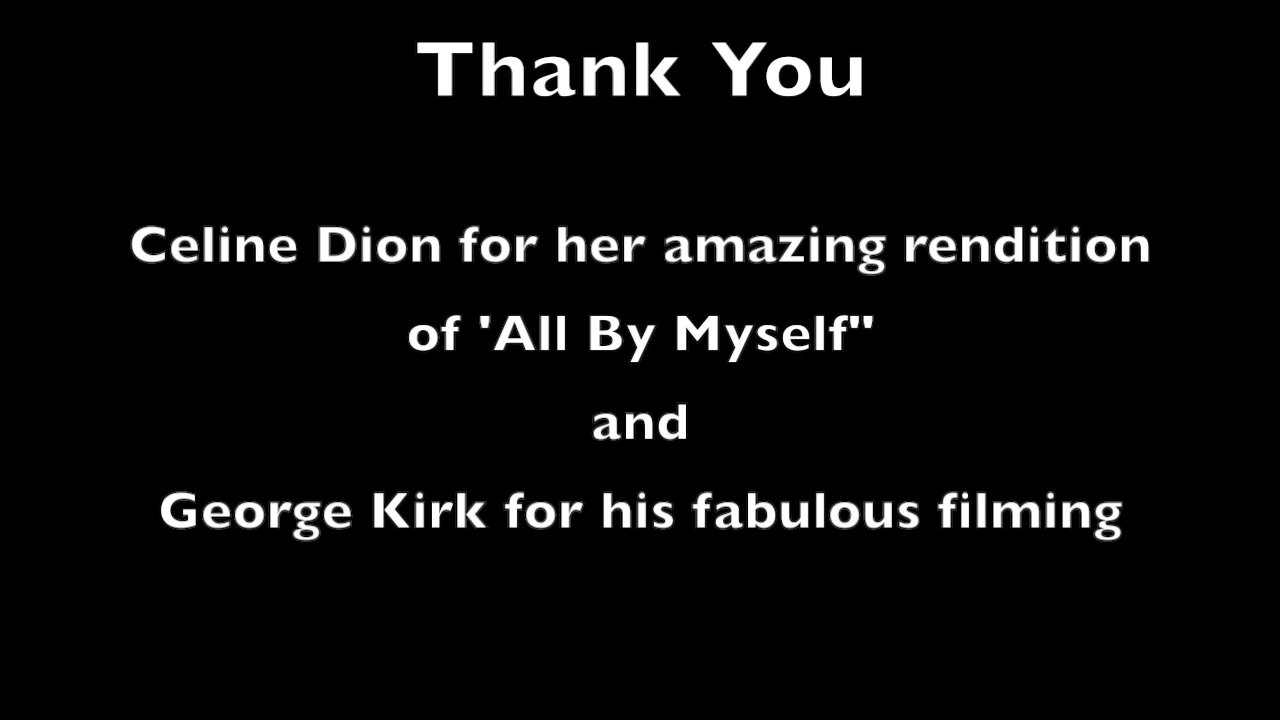 Thank You
Celine Dion for her amazing rendition
of 'All By Myself"
and
George Kirk for his fabulous filming